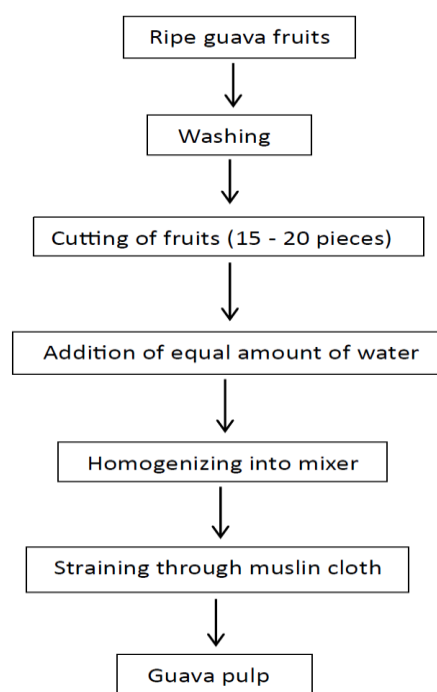 Ripe guava fruits
Washing
Cutting of fruits (15 - 20 pieces)
Addition of equal amount of water
Homogenizing into mixer
Straining through muslin cloth
Guava pulp